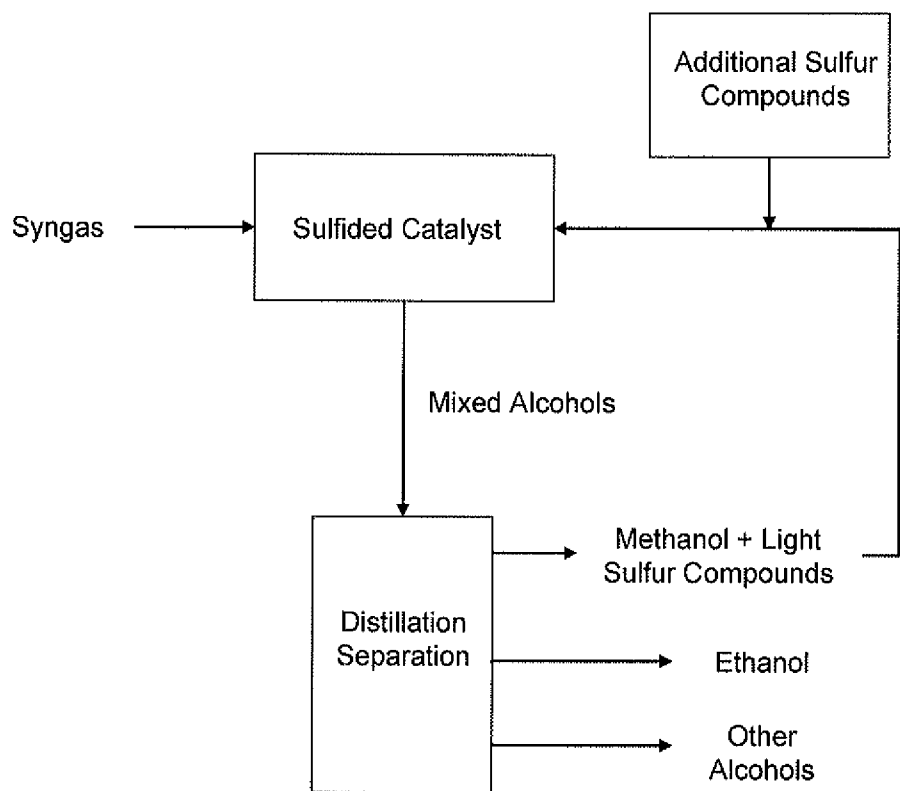 Additional Sulfur
Compounds
Syngas
Sulfided Catalyst
Mixed Alcohols
Methanol + Light
Sulfur Compounds
Distillation
Separation
Ethanol
Other
Alcohols